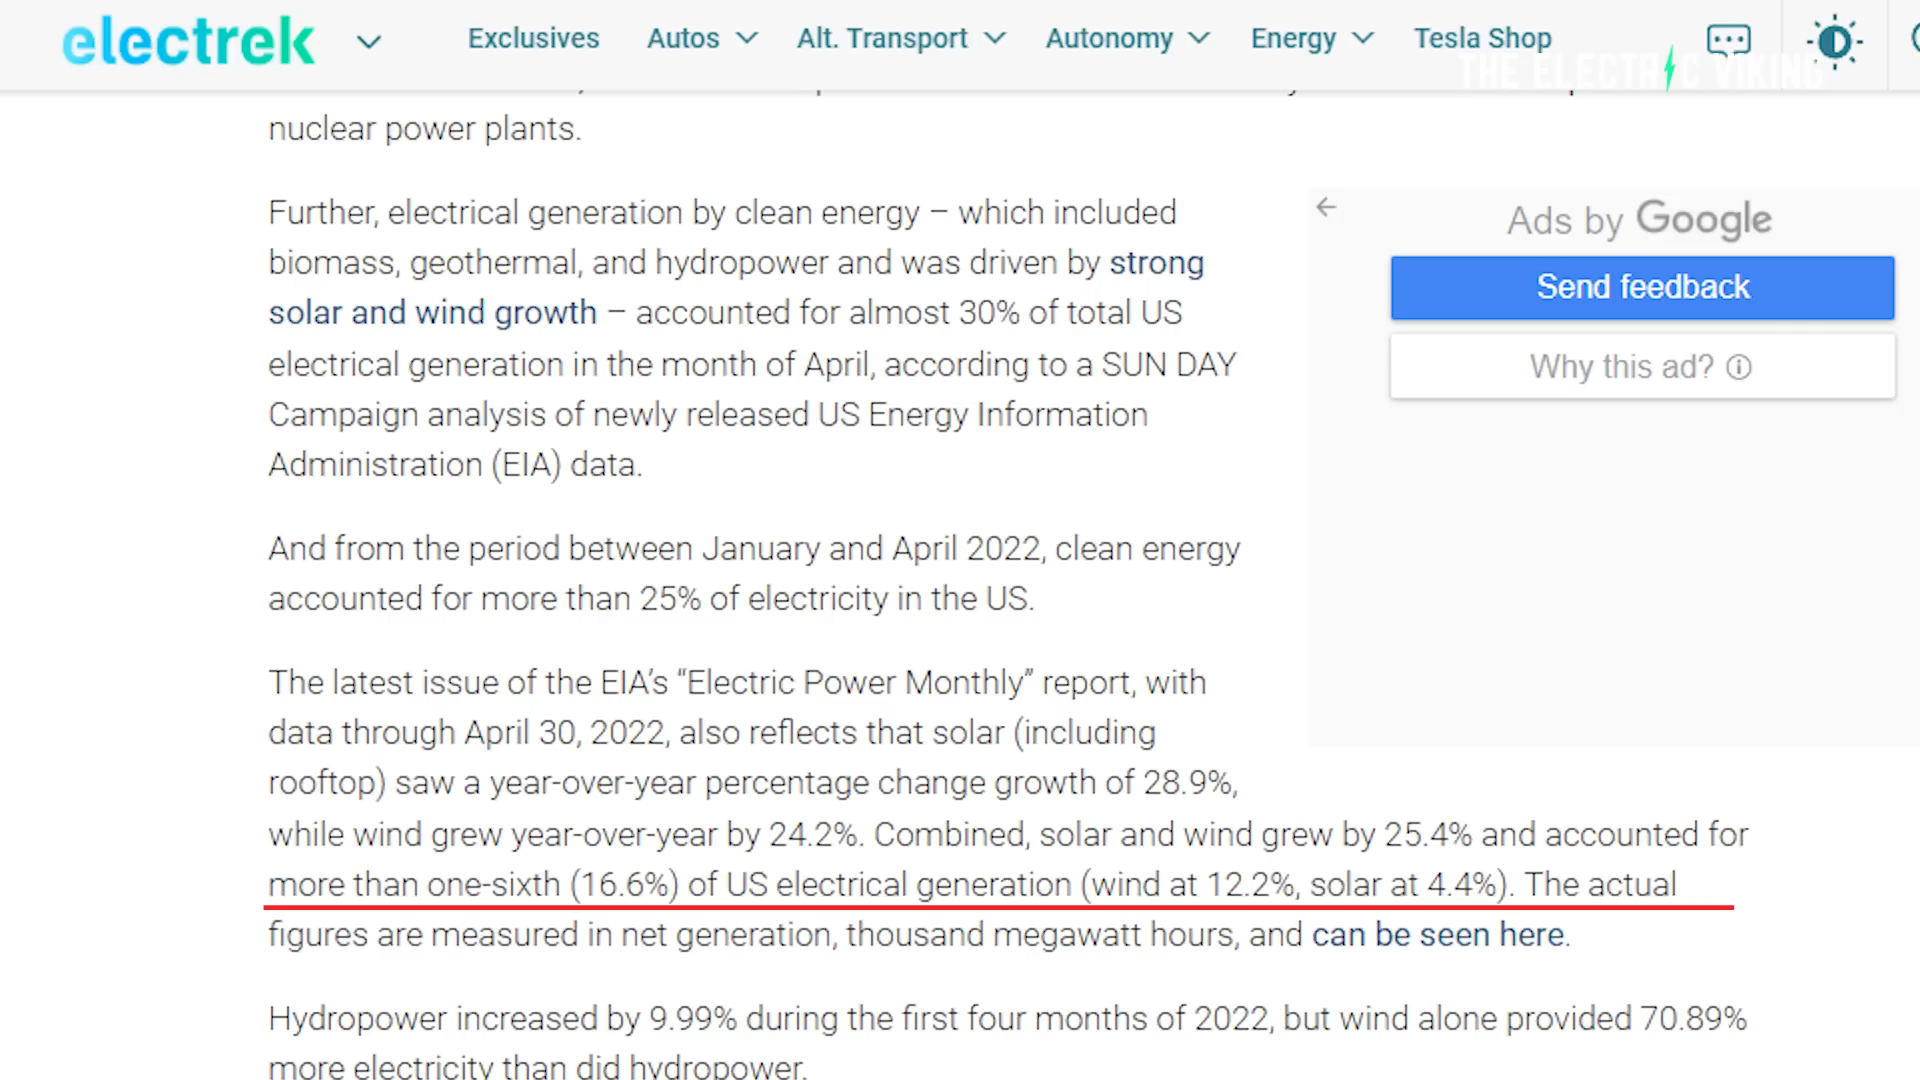 electrek
Exclusives Autos Alt. Transport Autonomy Energy Tesla Shop
THE ELECTRIC VIKING
nuclear power plants.
Further, electrical generation by clean energy – which included
biomass, geothermal, and hydropower and was driven by strong
solar and wind growth – accounted for almost 30% of total US
electrical generation in the month of April, according to a SUN DAY
Campaign analysis of newly released US Energy Information
Administration (EIA) data.
Ads by Google
Send feedback
Why this ad?
And from the period between January and April 2022, clean energy
accounted for more than 25% of electricity in the US.
The latest issue of the EIA’s “Electric Power Monthly” report, with
data through April 30, 2022, also reflects that solar (including
rooftop) saw a year-over-year percentage change growth of 28.9%,
while wind grew year-over-year by 24.2%. Combined, solar and wind grew by 25.4% and accounted for
more than one-sixth (16.6%) of US electrical generation (wind at 12.2%, solar at 4.4%). The actual
figures are measured in net generation, thousand megawatt hours, and can be seen here.
Hydropower increased by 9.99% during the first four months of 2022, but wind alone provided 70.89%
more electricity than did hydropower.